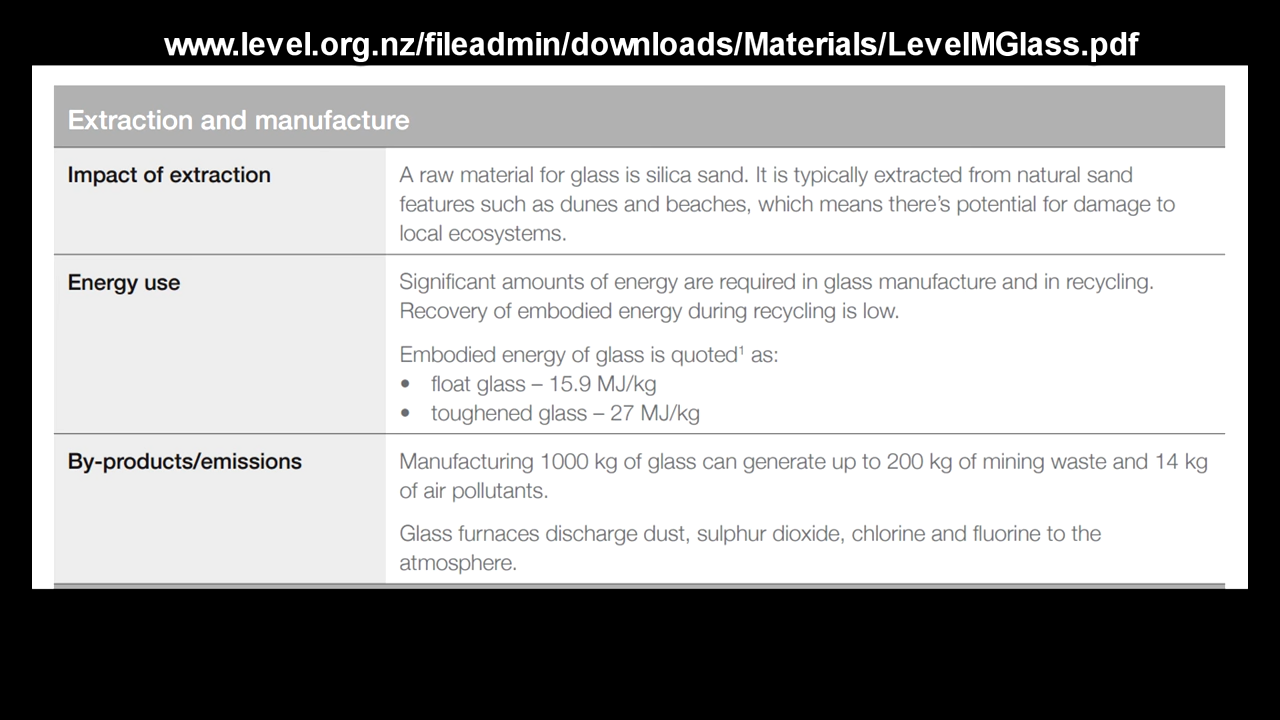 www.level.org.nz/fileadmin/downloads/Materials/LevelMGlass.pdf
Extraction and manufacture
Impact of extraction
A raw material for glass is silica sand. It is typically extracted from natural sand
features such as dunes and beaches, which means there's potential for damage to
local ecosystems.
Energy use
Significant amounts of energy are required in glass manufacture and in recycling.
Recovery of embodied energy during recycling is low.
Embodied energy of glass is quoted¹ as:
• float glass – 15.9 MJ/kg
• toughened glass – 27 MJ/kg
By-products/emissions
Manufacturing 1000 kg of glass can generate up to 200 kg of mining waste and 14 kg
of air pollutants.
Glass furnaces discharge dust, sulphur dioxide, chlorine and fluorine to the
atmosphere.